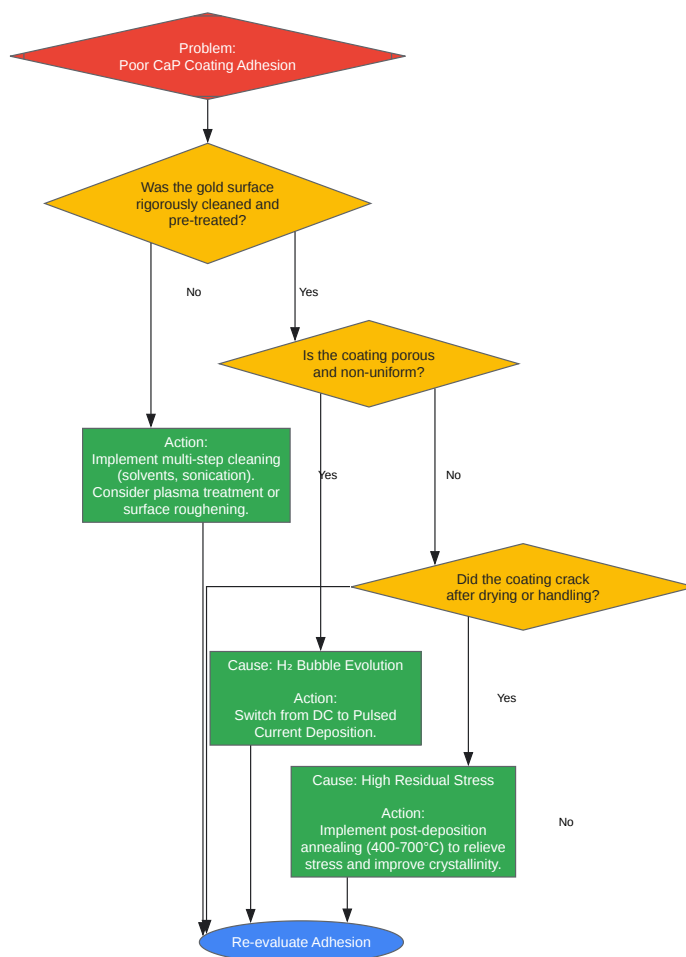 Problem:
Poor CaP Coating Adhesion
Was the gold surface
rigorously cleaned and
pre-treated?
No
Yes
Is the coating porous
and non-uniform?
Action:
Implement multi-step cleaning
(solvents, sonication).
Consider plasma treatment or
surface roughening.
Yes
No
Did the coating crack
after drying or handling?
Cause: H₂ Bubble Evolution
Action:
Switch from DC to Pulsed
Current Deposition.
Yes
Cause: High Residual Stress
Action:
Implement post-deposition
annealing (400-700°C) to relieve
stress and improve crystallinity.
No
Re-evaluate Adhesion